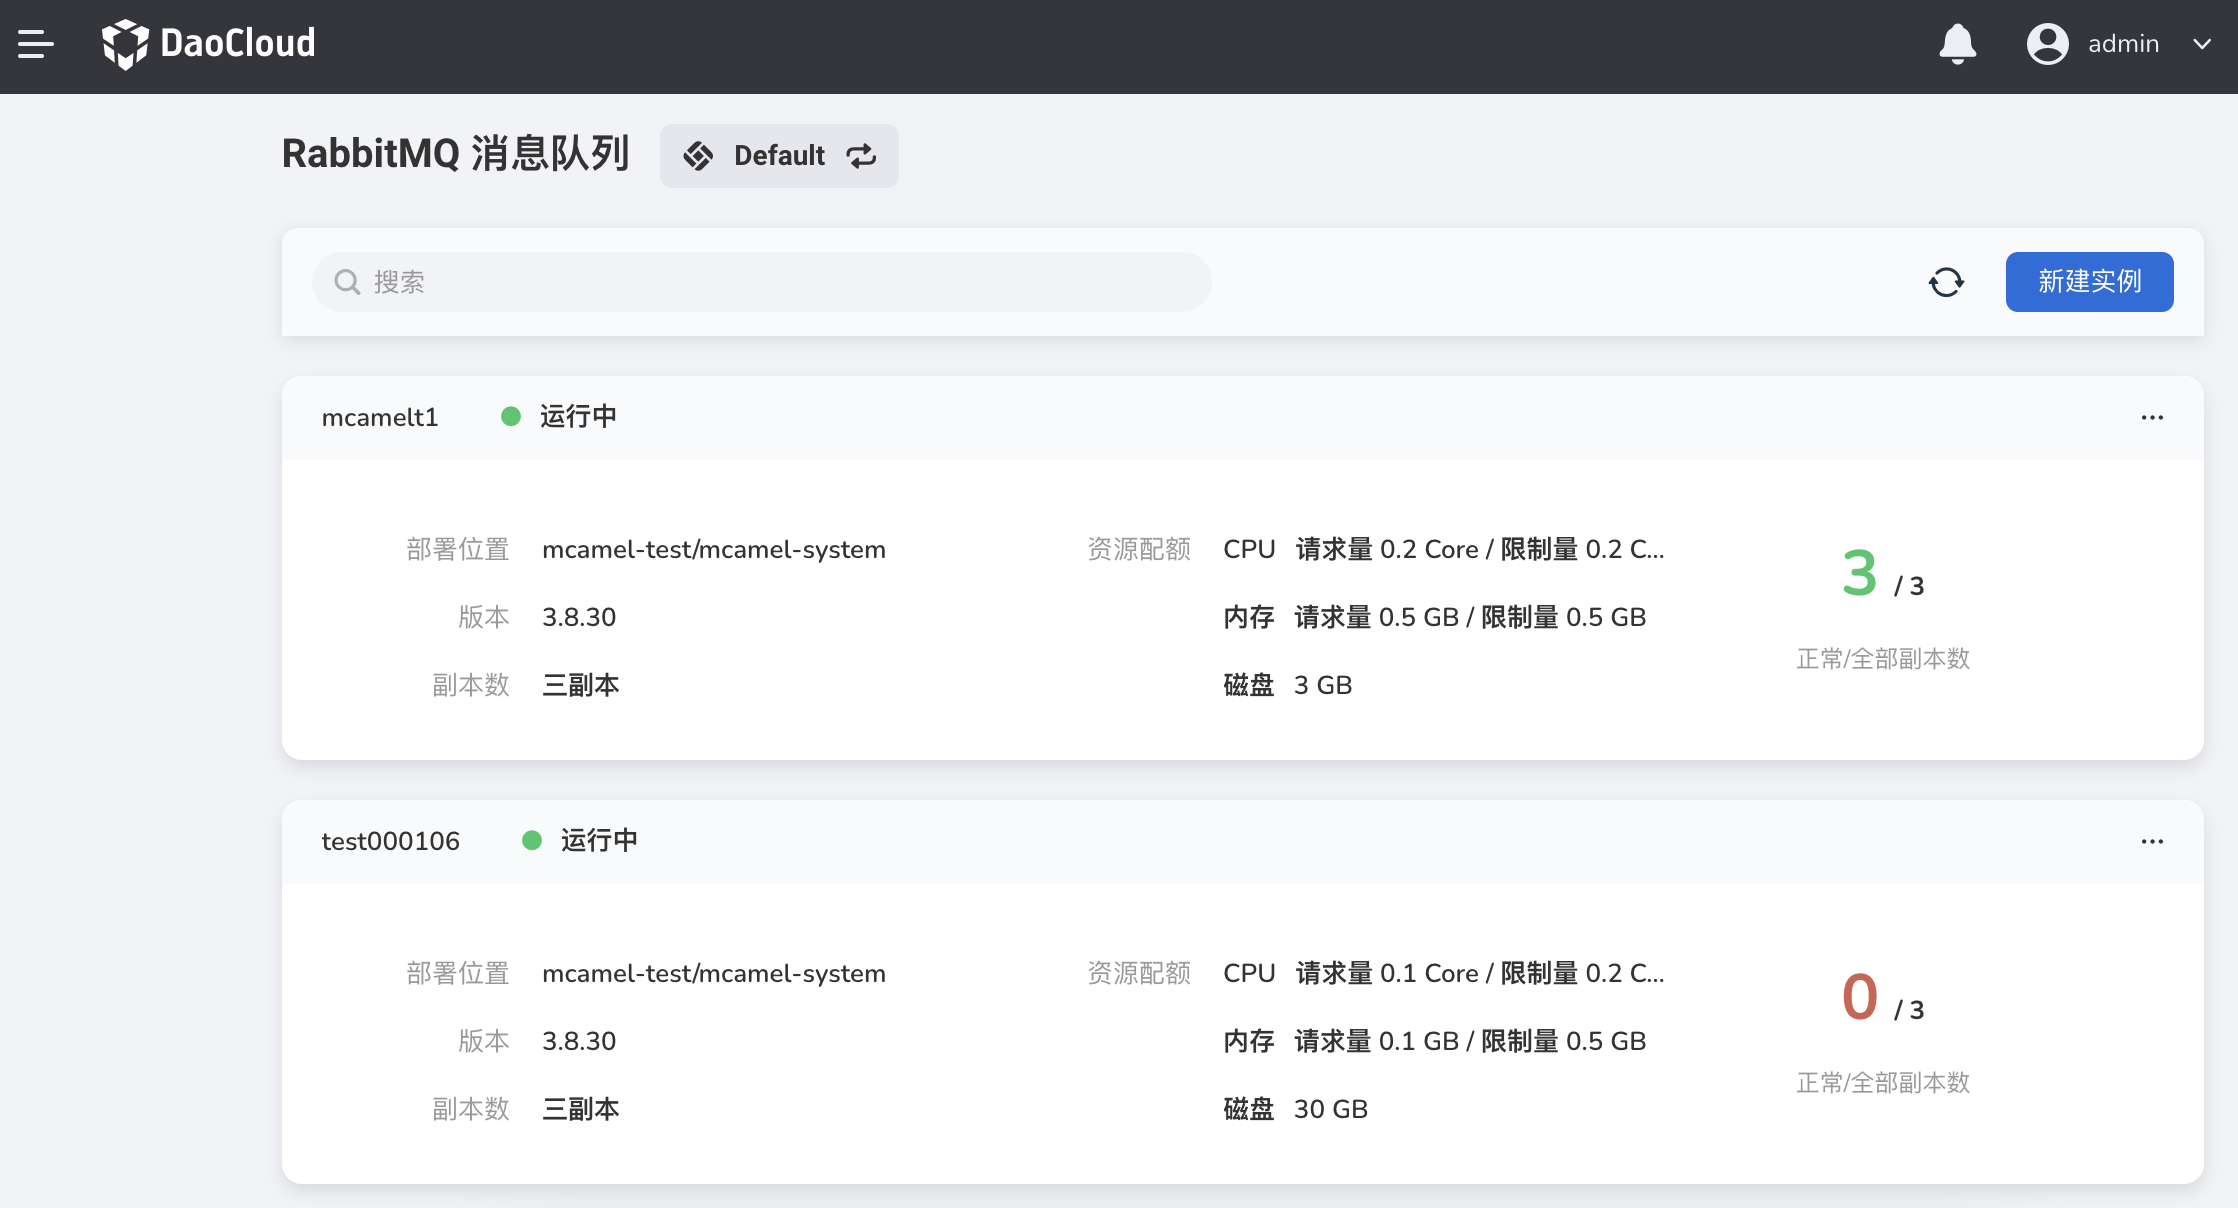 DaoCloud admin
RabbitMQ 消息队列 Default
搜索 新建实例
mcamelt1 运行中 ...
部署位置 mcamel-test/mcamel-system 资源配额 CPU 请求量 0.2 Core / 限制量 0.2 C...
3 / 3
版本 3.8.30 内存 请求量 0.5 GB / 限制量 0.5 GB
正常/全部副本数
副本数 三副本 磁盘 3 GB
test000106 运行中 ...
部署位置 mcamel-test/mcamel-system 资源配额 CPU 请求量 0.1 Core / 限制量 0.2 C...
0 / 3
版本 3.8.30 内存 请求量 0.1 GB / 限制量 0.5 GB
正常/全部副本数
副本数 三副本 磁盘 30 GB